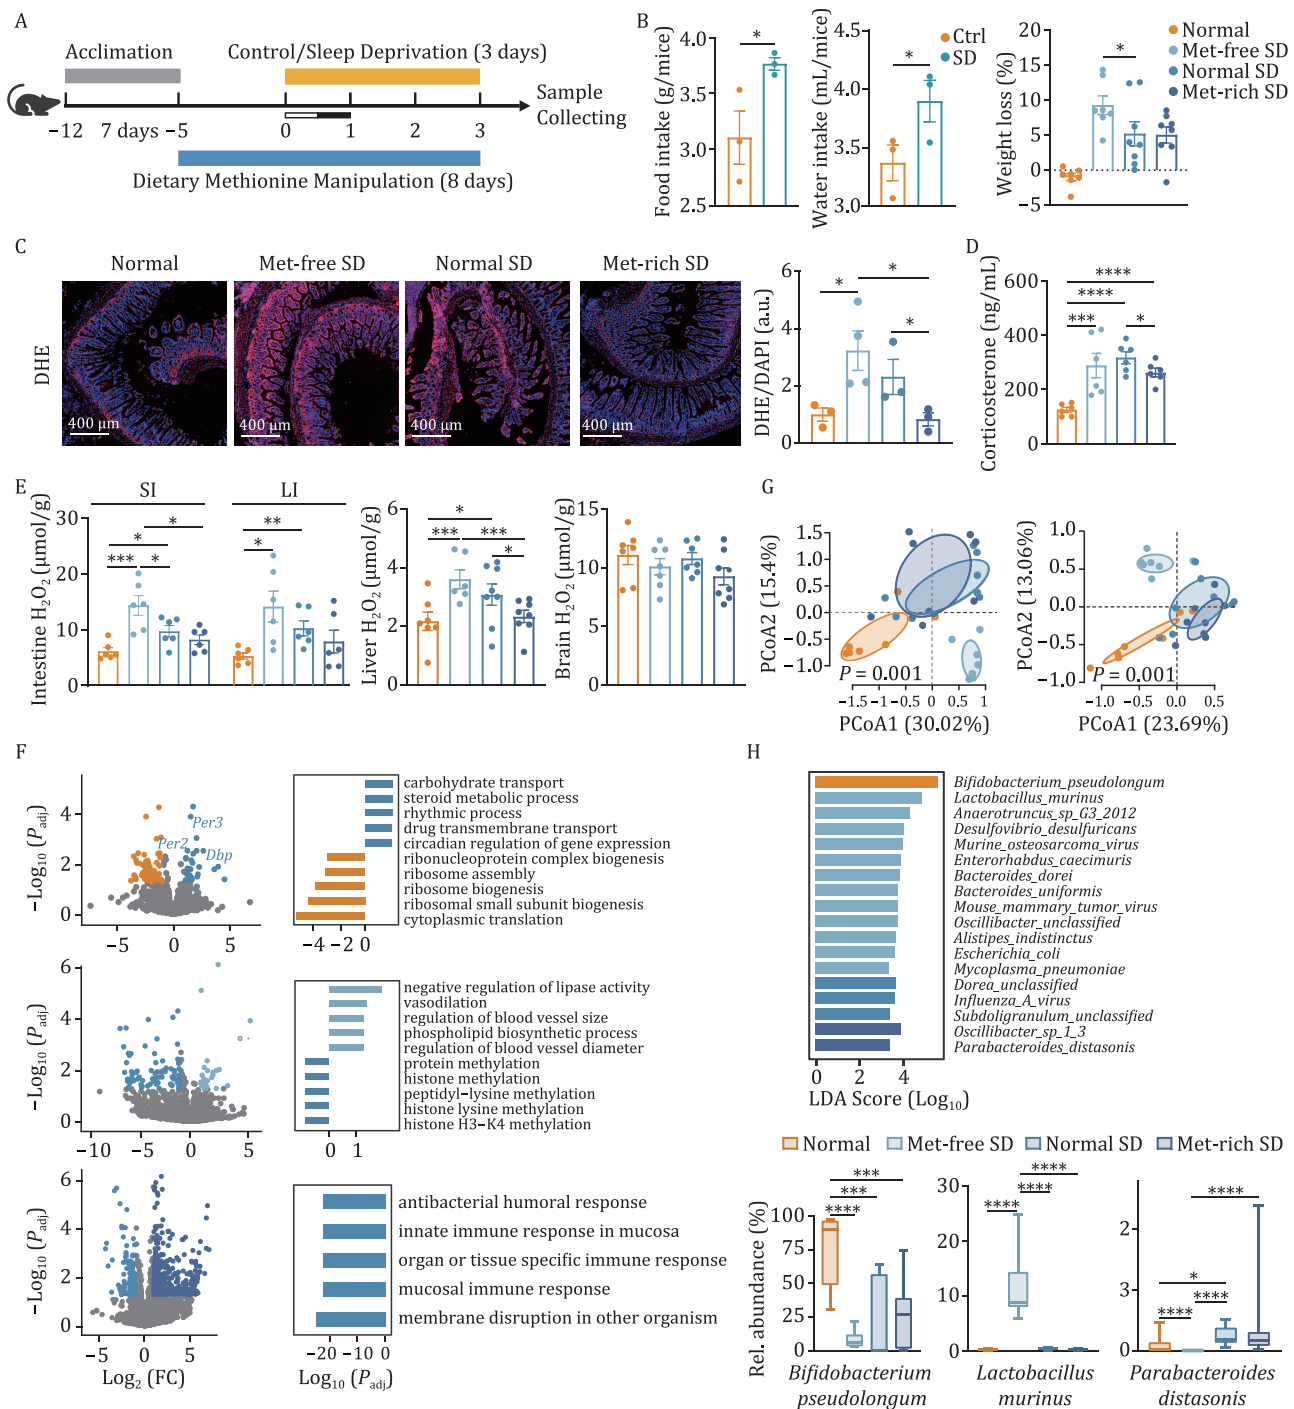 A
Acclimation
Control/Sleep Deprivation (3 days)
Sample
Collecting
−12
7 days
−5
0
1
2
3
Dietary Methionine Manipulation (8 days)
B
Food intake (g/mice)
4.0
3.5
3.0
2.5
*
Water intake (mL/mice)
4.5
4.0
3.5
3.0
*
Ctrl
SD
Weight loss (%)
20
15
10
5
0
−5
*
Normal
Met-free SD
Normal SD
Met-rich SD
C
Normal
Met-free SD
Normal SD
Met-rich SD
DHE
400 μm
400 μm
400 μm
400 μm
DHE/DAPI (a.u.)
6
4
2
0
*
*
*
D
Corticosterone (ng/mL)
600
400
200
0
****
****
***
*
E
SI
LI
Intestine H₂O₂ (μmol/g)
30
20
10
0
*
*
***
*
**
*
Liver H₂O₂ (μmol/g)
6
4
2
0
*
***
***
*
Brain H₂O₂ (μmol/g)
15
10
5
0
G
PCoA2 (15.4%)
1.5
1.0
0.5
0.0
−0.5
−1.0
P = 0.001
−1.5
−1
−0.5
0
0.5
1
PCoA1 (30.02%)
PCoA2 (13.06%)
1.0
0.5
0.0
−0.5
−1.0
P = 0.001
−1.0
0.0
0.5
PCoA1 (23.69%)
F
−Log₁₀ (P adj)
4
2
0
−5
0
5
Per3
Per2
Dbp
carbohydrate transport
steroid metabolic process
rhythmic process
drug transmembrane transport
circadian regulation of gene expression
ribonucleoprotein complex biogenesis
ribosome assembly
ribosome biogenesis
ribosomal small subunit biogenesis
cytoplasmic translation
−4
−2
0
−Log₁₀ (P adj)
6
4
2
0
−10
−5
0
5
negative regulation of lipase activity
vasodilation
regulation of blood vessel size
phospholipid biosynthetic process
regulation of blood vessel diameter
protein methylation
histone methylation
peptidyl−lysine methylation
histone lysine methylation
histone H3−K4 methylation
0
1
−Log₁₀ (P adj)
6
4
2
0
−5
0
5
Log₂ (FC)
antibacterial humoral response
innate immune response in mucosa
organ or tissue specific immune response
mucosal immune response
membrane disruption in other organism
−20
−10
0
Log₁₀ (P adj)
H
Bifidobacterium_pseudolongum
Lactobacillus_murinus
Anaerotruncus_sp_G3_2012
Desulfovibrio_desulfuricans
Murine_osteosarcoma_virus
Enterorhabdus_caecimuris
Bacteroides_dorei
Bacteroides_uniformis
Mouse_mammary_tumor_virus
Oscillibacter_unclassified
Alistipes_indistinctus
Escherichia_coli
Mycoplasma_pneumoniae
Dorea_unclassified
Influenza_A_virus
Subdoligranulum_unclassified
Oscillibacter_sp_1_3
Parabacteroides_distasonis
0
2
4
LDA Score (Log₁₀)
Normal
Met-free SD
Normal SD
Met-rich SD
Rel. abundance (%)
100
75
50
25
0
***
***
****
Bifidobacterium
pseudolongum
30
20
10
0
****
****
****
Lactobacillus
murinus
2
3
0
****
*
****
****
Parabacteroides
distasonis